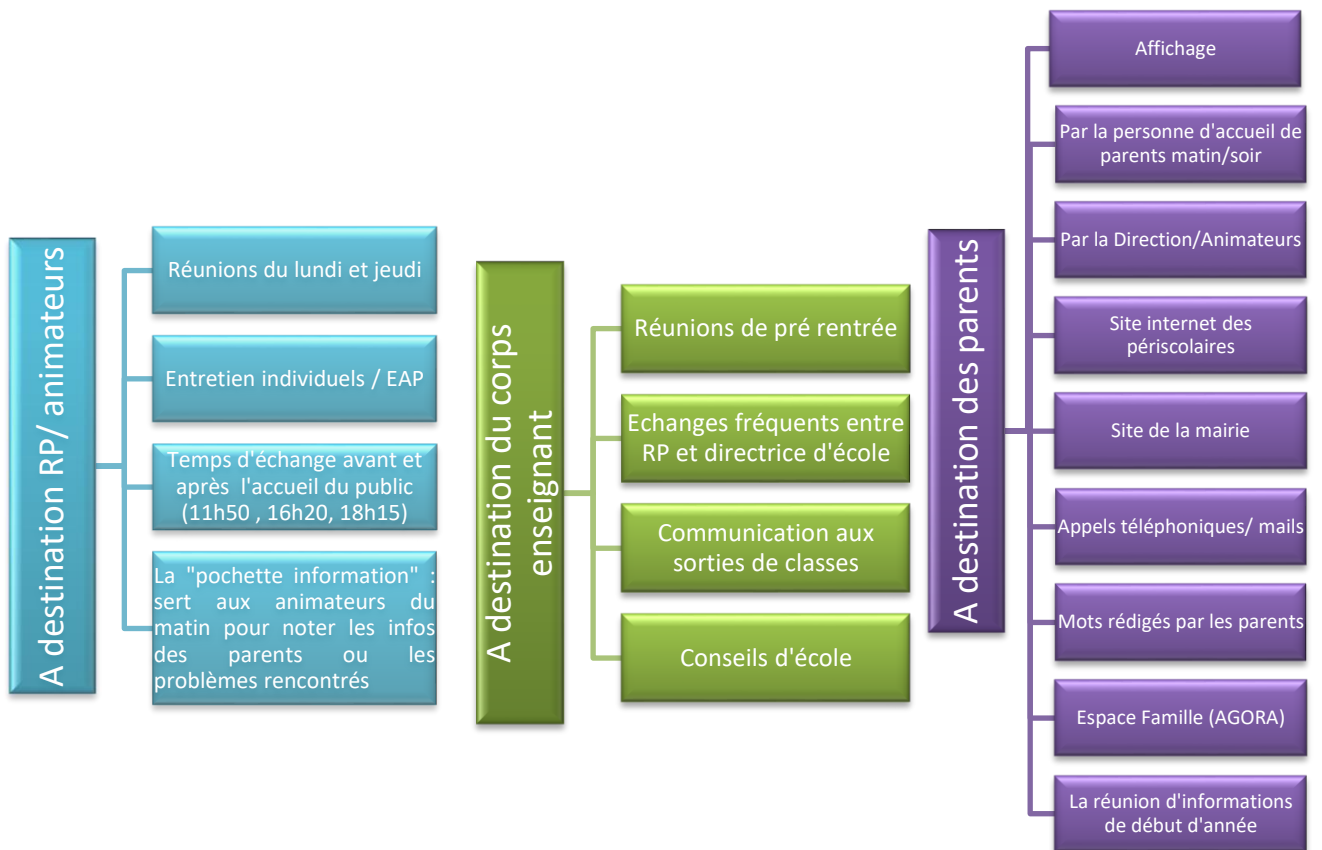 A destination RP/ animateurs
Réunions du lundi et jeudi
Entretien individuels / EAP
Temps d'échange avant et
après l'accueil du public
(11h50 , 16h20, 18h15)
La "pochette information" :
sert aux animateurs du
matin pour noter les infos
des parents ou les
problèmes rencontrés
A destination du corps
enseignant
Réunions de pré rentrée
Echanges fréquents entre
RP et directrice d'école
Communication aux
sorties de classes
Conseils d'école
A destination des parents
Affichage
Par la personne d'accueil de
parents matin/soir
Par la Direction/Animateurs
Site internet des
périscolaires
Site de la mairie
Appels téléphoniques/ mails
Mots rédigés par les parents
Espace Famille (AGORA)
La réunion d'informations
de début d'année